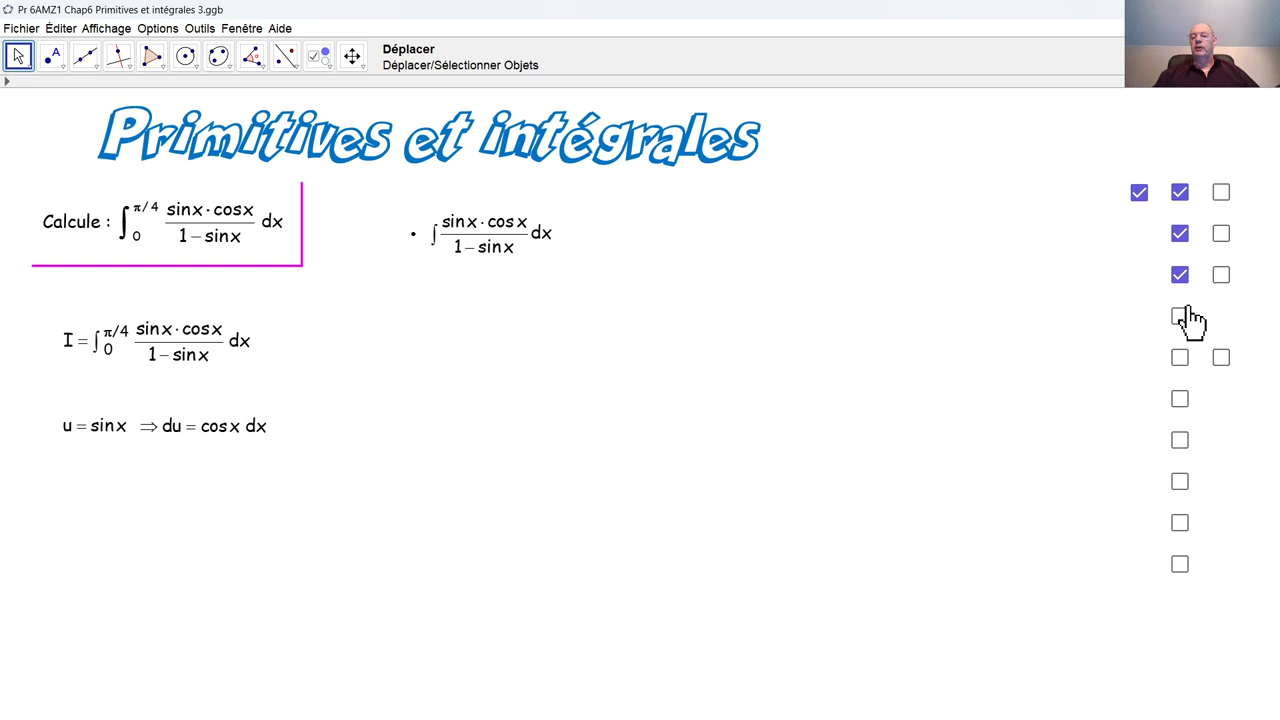 Pr 6AMZ1 Chap6 Primitives et intégrales 3.ggb
Fichier Éditer Affichage Options Outils Fenêtre Aide
A
Déplacer
Déplacer/Sélectionner Objets
Primitives et intégrales
Calcule : ∫₀^{π/4} (sinx·cosx)/(1−sinx) dx
• ∫ (sinx·cosx)/(1−sinx) dx
I = ∫₀^{π/4} (sinx·cosx)/(1−sinx) dx
u = sinx ⇒ du = cosx dx